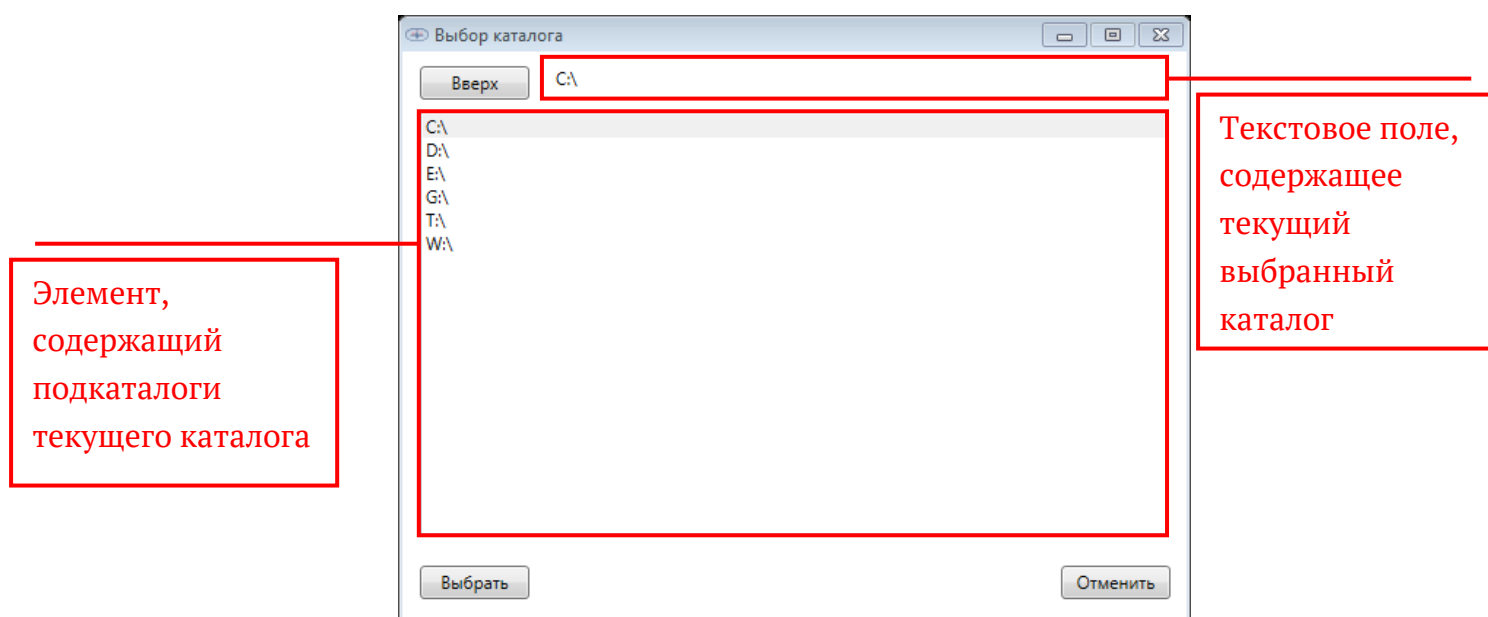 Выбор каталога
Вверх
C:\
C:\
D:\
E:\
G:\
T:\
W:\
Выбрать
Отменить
Текстовое поле,
содержащее
текущий
выбранный
каталог
Элемент,
содержащий
подкаталоги
текущего каталога